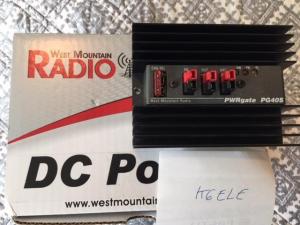 West Mountain
RADIO
DC Po
www.westmountain
West Mountain Radio
PWRgate PG40S
K6ELE